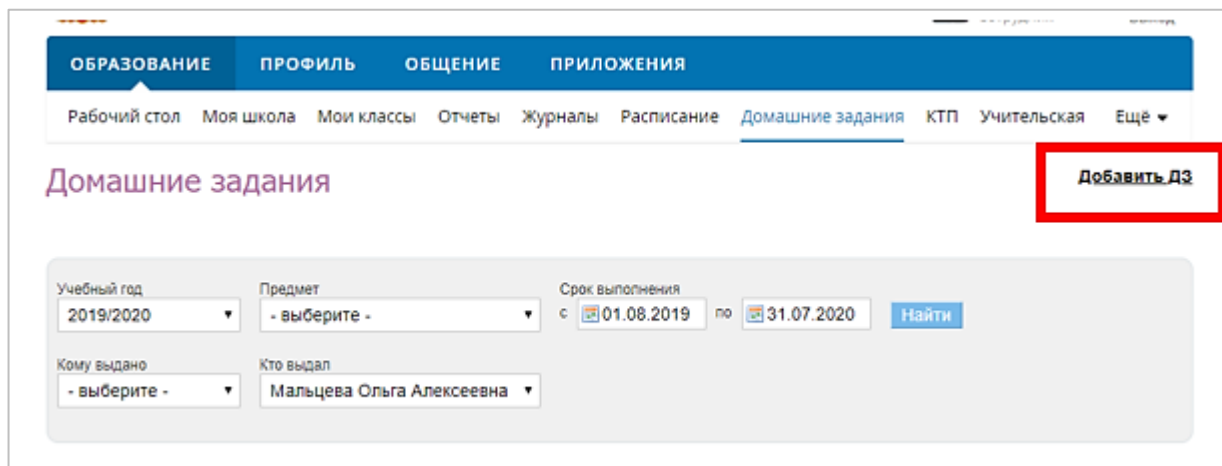 ОБРАЗОВАНИЕ ПРОФИЛЬ ОБЩЕНИЕ ПРИЛОЖЕНИЯ
Рабочий стол Моя школа Мои классы Отчеты Журналы Расписание Домашние задания КТП Учительская Ещё
Домашние задания
Добавить ДЗ
Учебный год Предмет Срок выполнения
2019/2020 - выберите - с 01.08.2019 по 31.07.2020 Найти
Кому выдано Кто выдал
- выберите - Мальцева Ольга Алексеевна